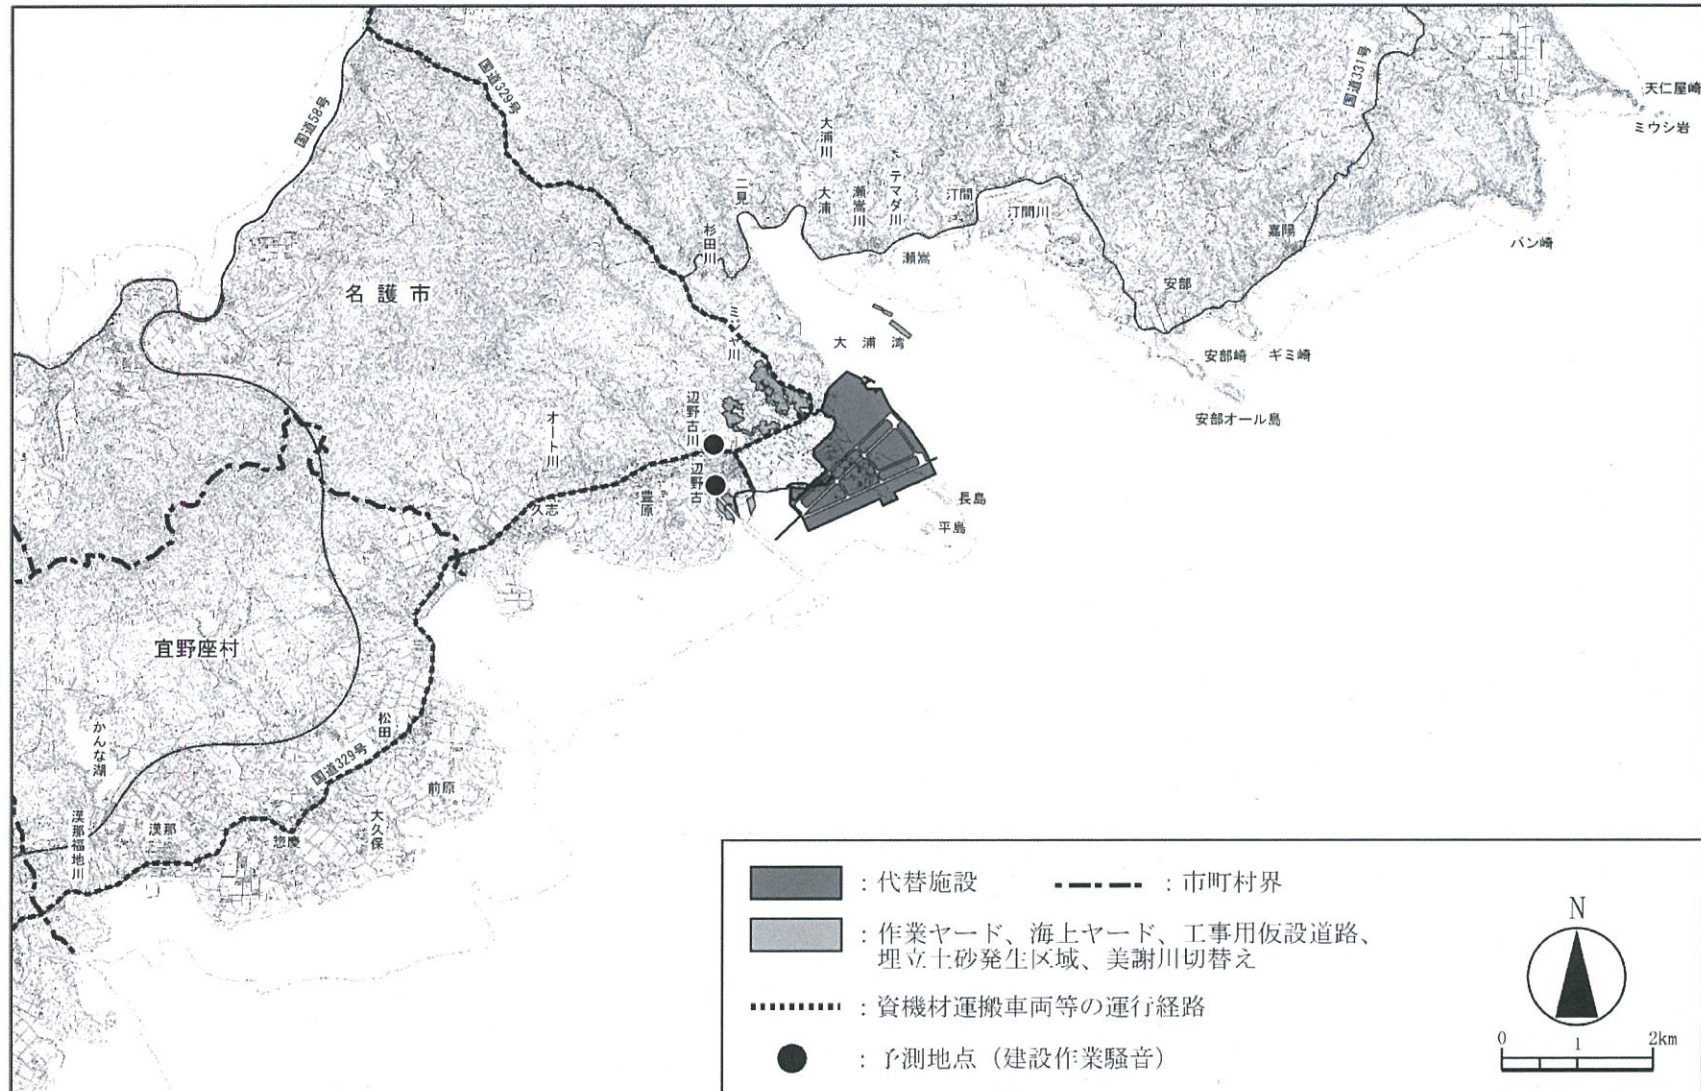 国道58号
国道329号
国道331号
天仁屋崎
ミウシ岩
大浦川
二見
大浦
瀬嵩川
テマダ川
汀間
汀間川
杉田川
瀬嵩
嘉陽
バン崎
安部
名護市
ミジャ川
大浦湾
安部崎
ギミ崎
安部オール島
辺野古川
オート川
辺野古
豊原
久志
長島
平島
宜野座村
かんな湖
松田
国道329号
前原
漢那福地川
漢那
惣慶
大久保
：代替施設
：市町村界
：作業ヤード、海上ヤード、工事用仮設道路、
埋立土砂発生区域、美謝川切替え
：資機材運搬車両等の運行経路
：予測地点（建設作業騒音）
N
0 1 2km